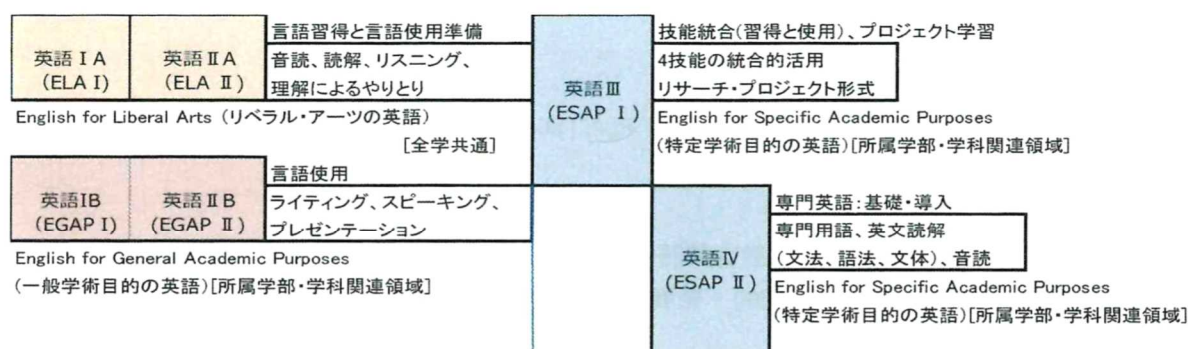 英語ⅠA
(ELA Ⅰ)
英語ⅡA
(ELA Ⅱ)
言語習得と言語使用準備
音読、読解、リスニング、
理解によるやりとり
English for Liberal Arts (リベラル・アーツの英語)
[全学共通]
英語ⅠB
(EGAP Ⅰ)
英語ⅡB
(EGAP Ⅱ)
言語使用
ライティング、スピーキング、
プレゼンテーション
English for General Academic Purposes
(一般学術目的の英語)[所属学部・学科関連領域]
英語Ⅲ
(ESAP Ⅰ)
技能統合(習得と使用)、プロジェクト学習
4技能の統合的活用
リサーチ・プロジェクト形式
English for Specific Academic Purposes
(特定学術目的の英語)[所属学部・学科関連領域]
英語Ⅳ
(ESAP Ⅱ)
専門英語:基礎・導入
専門用語、英文読解
(文法、語法、文体)、音読
English for Specific Academic Purposes
(特定学術目的の英語)[所属学部・学科関連領域]